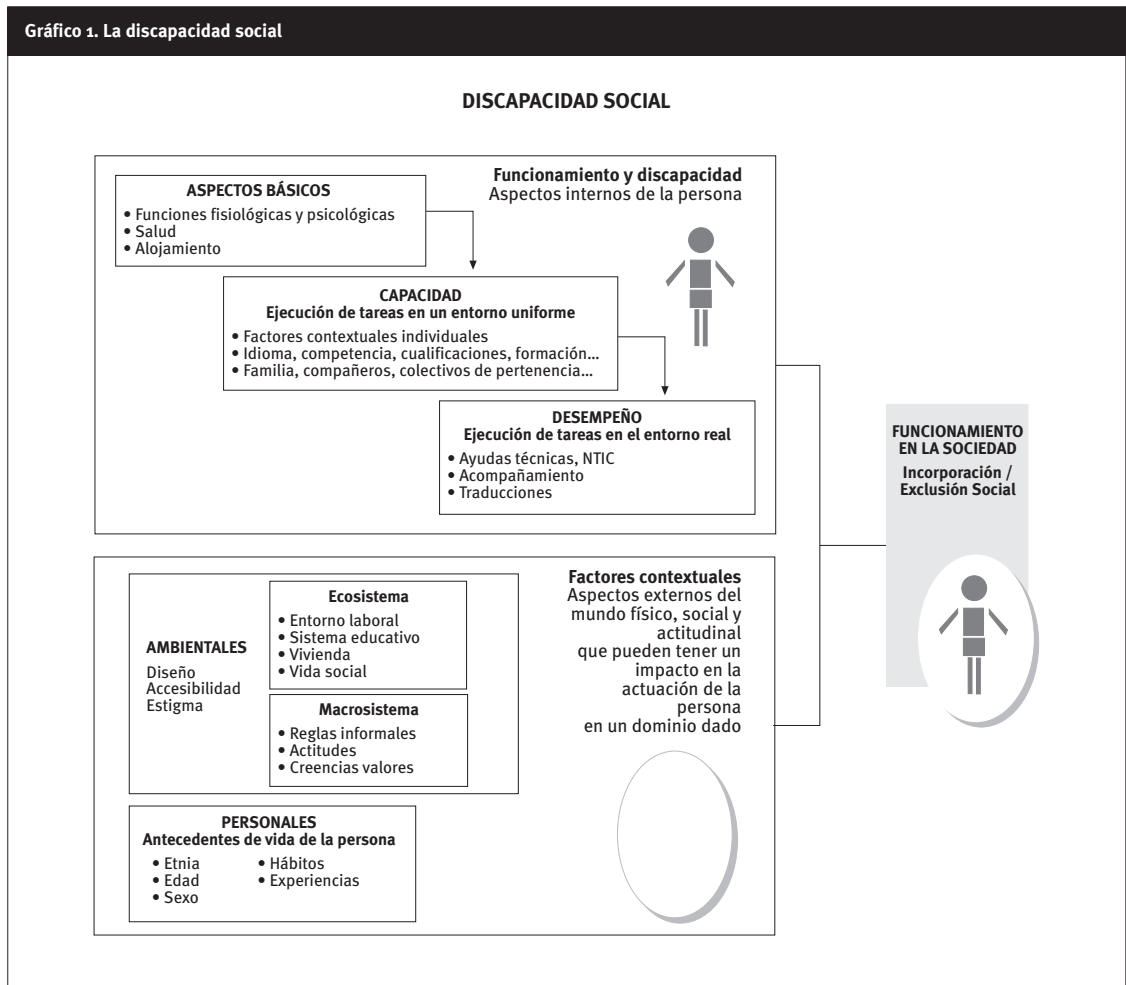 Gráfico 1. La discapacidad social
DISCAPACIDAD SOCIAL
Funcionamiento y discapacidad
Aspectos internos de la persona
ASPECTOS BÁSICOS
• Funciones fisiológicas y psicológicas
• Salud
• Alojamiento
CAPACIDAD
Ejecución de tareas en un entorno uniforme
• Factores contextuales individuales
• Idioma, competencia, cualificaciones, formación...
• Familia, compañeros, colectivos de pertenencia...
DESEMPEÑO
Ejecución de tareas en el entorno real
• Ayudas técnicas, NTIC
• Acompañamiento
• Traducciones
FUNCIONAMIENTO
EN LA SOCIEDAD
Incorporación /
Exclusión Social
Factores contextuales
Aspectos externos del
mundo físico, social y
actitudinal
que pueden tener un
impacto en la
actuación de la
persona
en un dominio dado
AMBIENTALES
Diseño
Accesibilidad
Estigma
Ecosistema
• Entorno laboral
• Sistema educativo
• Vivienda
• Vida social
Macrosistema
• Reglas informales
• Actitudes
• Creencias valores
PERSONALES
Antecedentes de vida de la persona
• Etnia
• Edad
• Sexo
• Hábitos
• Experiencias